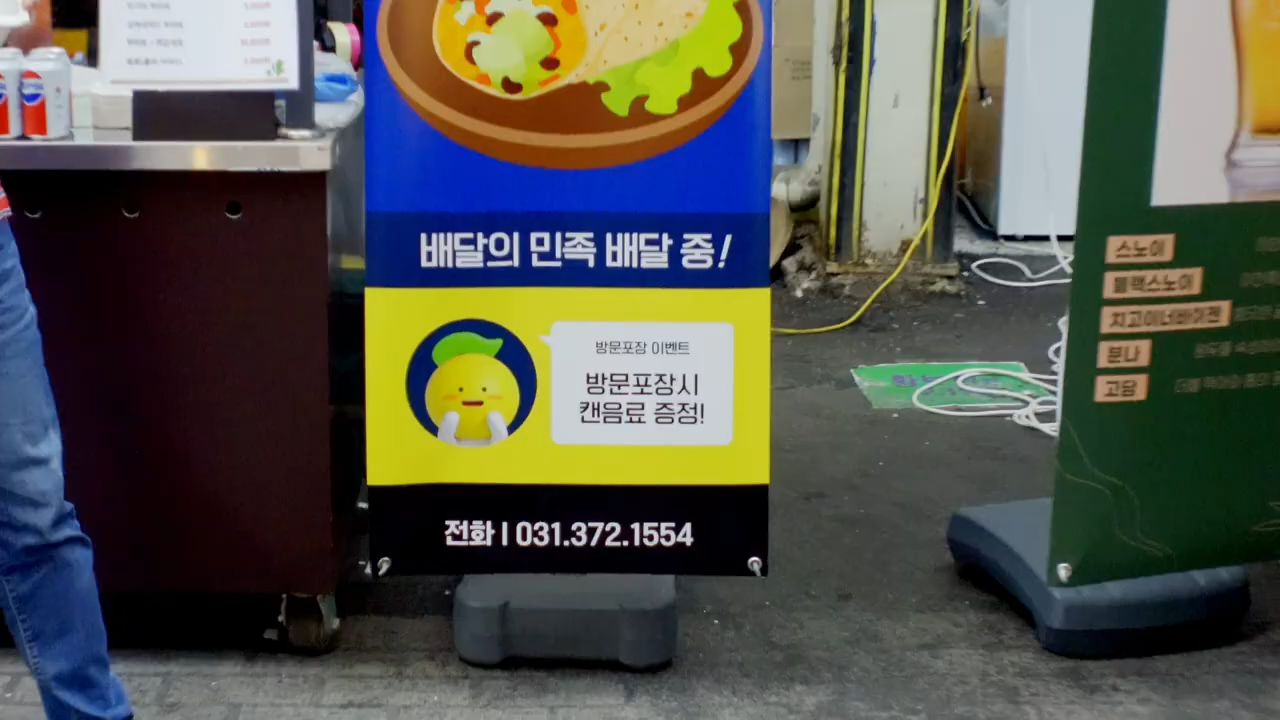 배달의 민족 배달 중!
방문포장 이벤트
방문포장시
캔음료 증정!
전화 | 031.372.1554
스노이
블랙스노이
치고이네바이젠
분나
고담